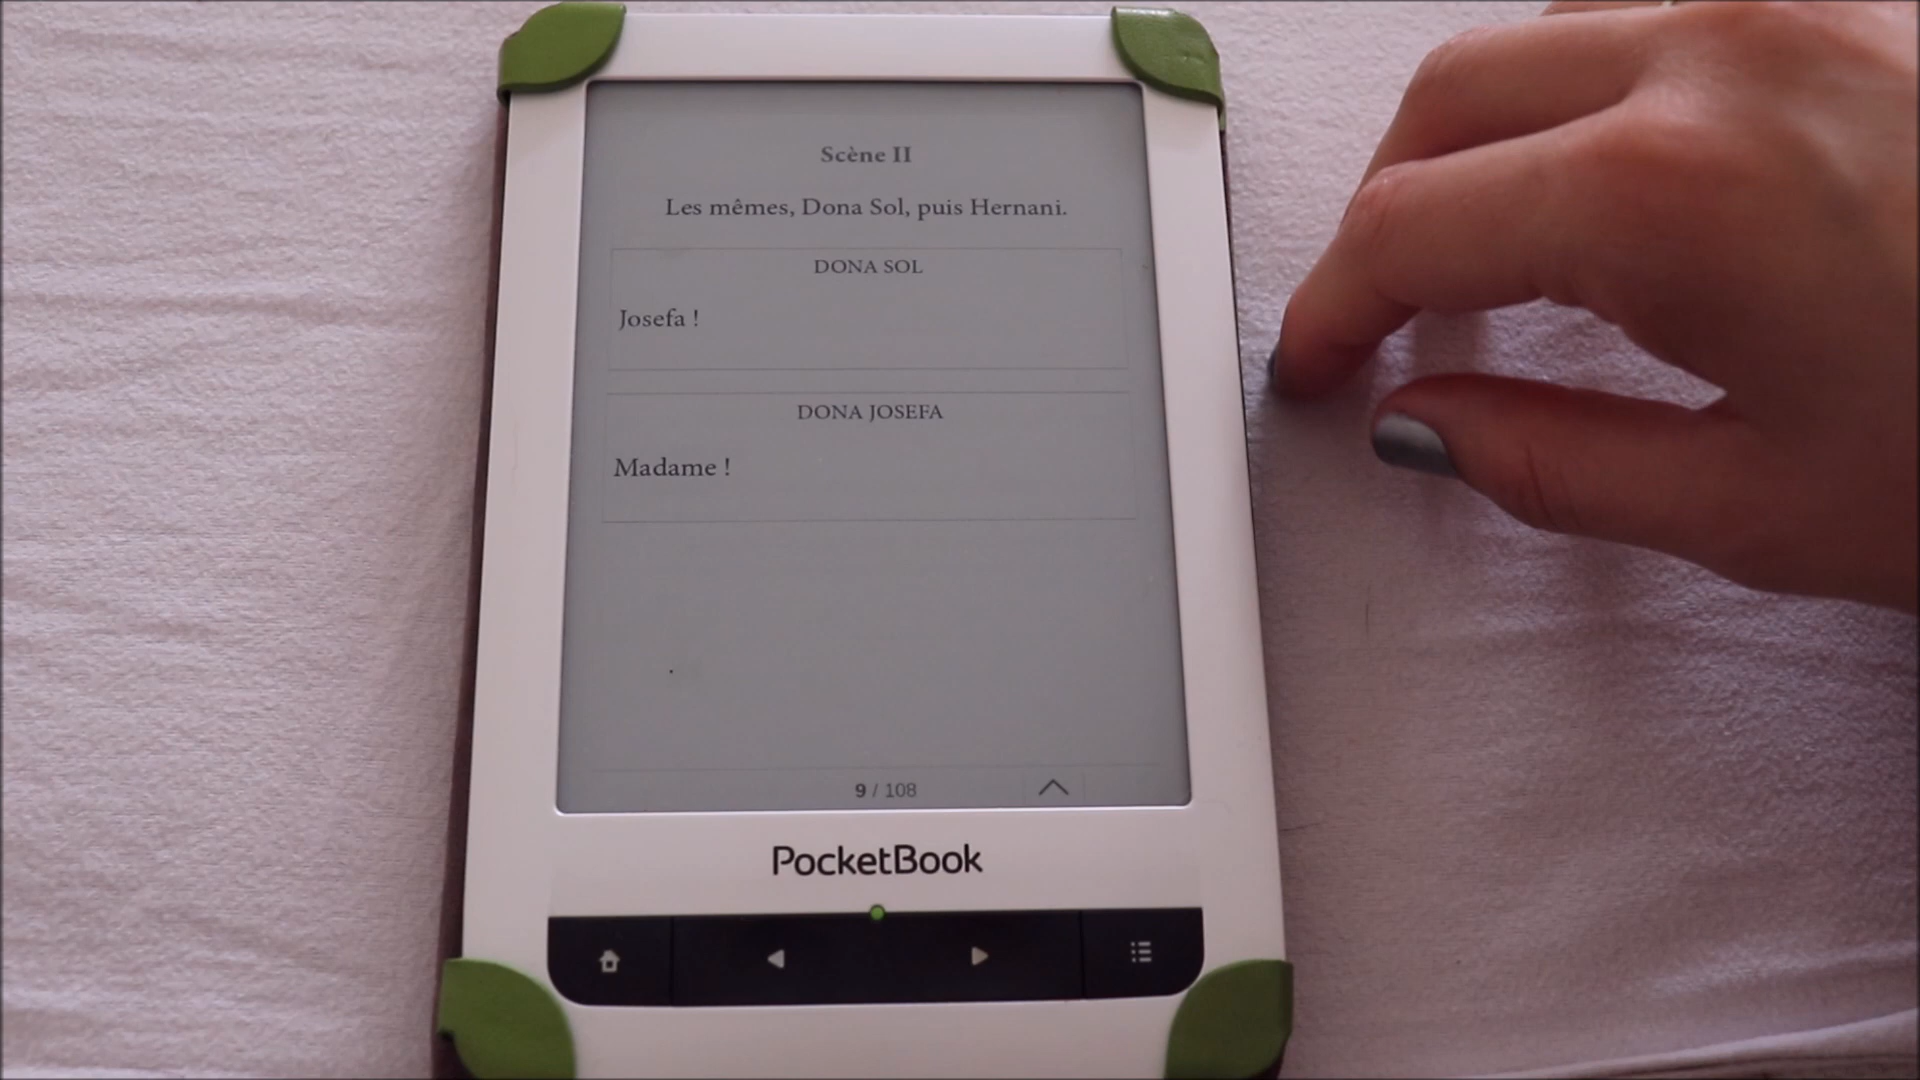 Scène II
Les mêmes, Dona Sol, puis Hernani.
DONA SOL
Josefa !
DONA JOSEFA
Madame !
9 / 108
PocketBook